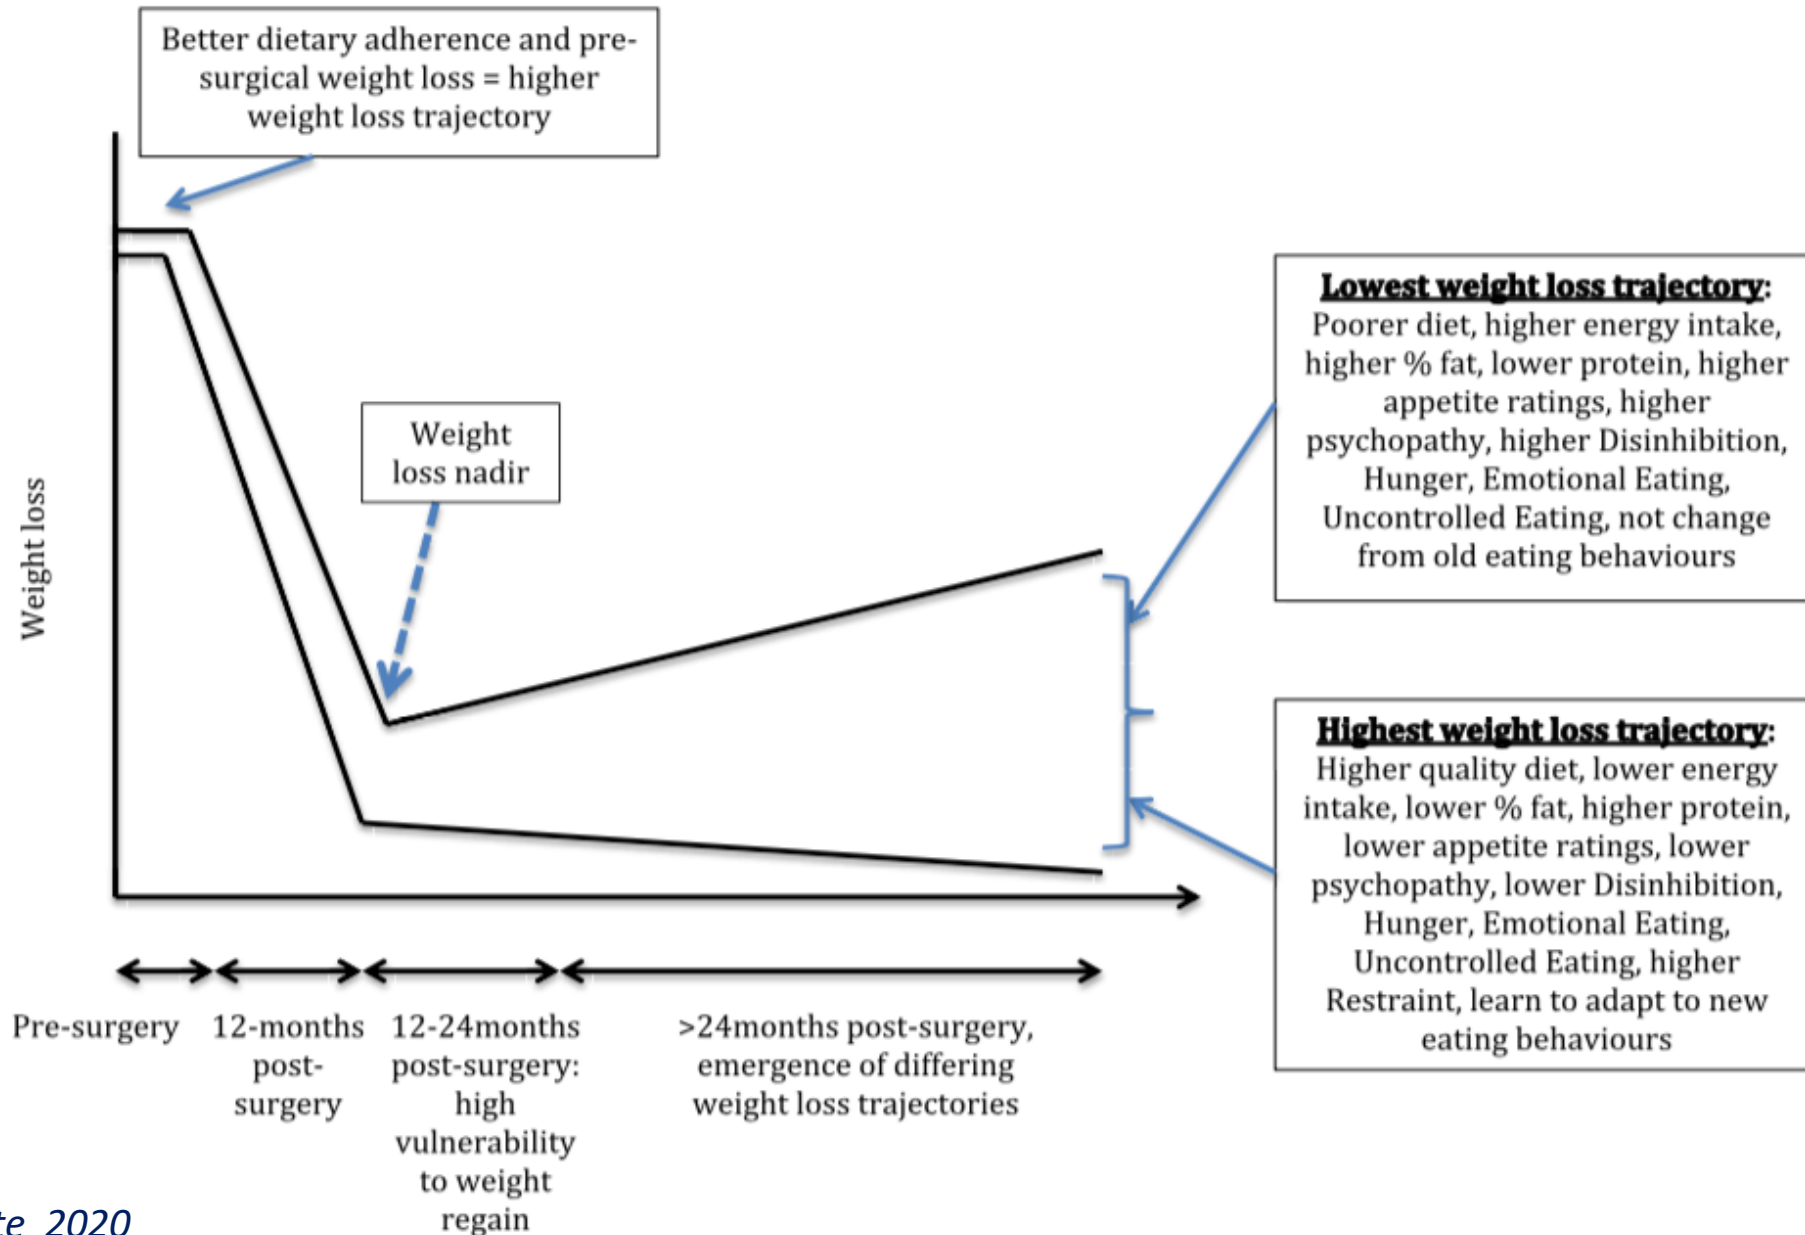 Better dietary adherence and pre-
surgical weight loss = higher
weight loss trajectory
Weight loss
Weight
loss nadir
Lowest weight loss trajectory:
Poorer diet, higher energy intake,
higher % fat, lower protein, higher
appetite ratings, higher
psychopathy, higher Disinhibition,
Hunger, Emotional Eating,
Uncontrolled Eating, not change
from old eating behaviours
Highest weight loss trajectory:
Higher quality diet, lower energy
intake, lower % fat, higher protein,
lower appetite ratings, lower
psychopathy, lower Disinhibition,
Hunger, Emotional Eating,
Uncontrolled Eating, higher
Restraint, learn to adapt to new
eating behaviours
Pre-surgery
12-months
post-
surgery
12-24months
post-surgery:
high
vulnerability
to weight
regain
>24months post-surgery,
emergence of differing
weight loss trajectories
2020